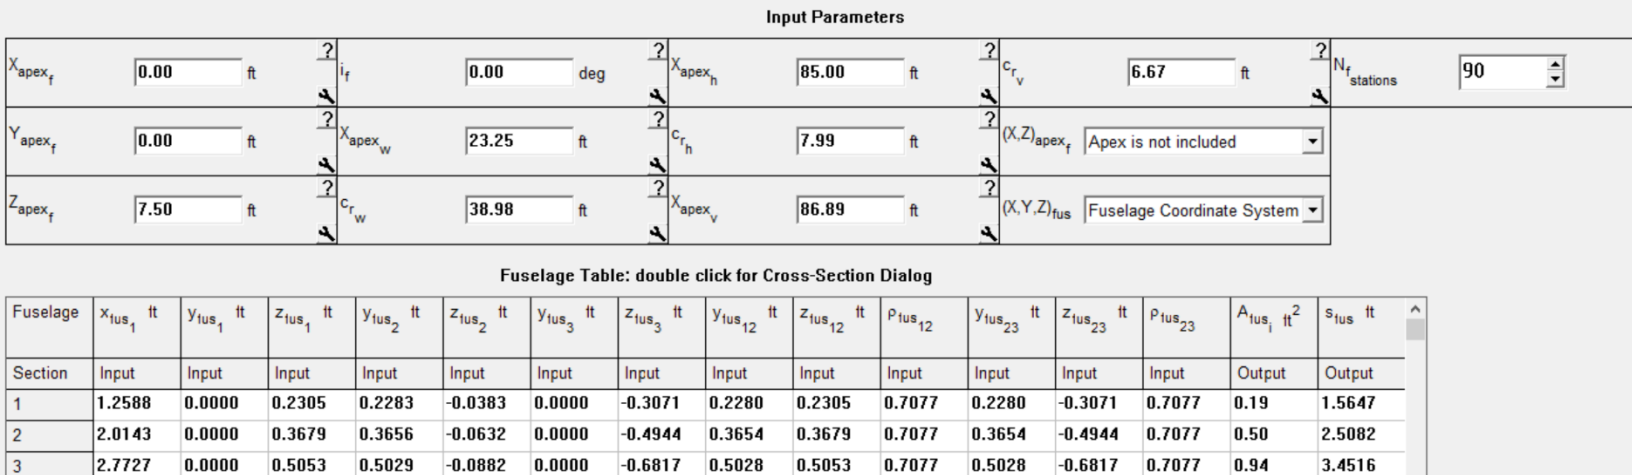 Input Parameters
X apex f 0.00 ft ? i f 0.00 deg ? X apex h 85.00 ft ? c r v 6.67 ft ? N f stations 90
Y apex f 0.00 ft ? X apex w 23.25 ft ? c r h 7.99 ft ? (X,Z) apex f Apex is not included
Z apex f 7.50 ft ? c r w 38.98 ft ? X apex v 86.89 ft ? (X,Y,Z) fus Fuselage Coordinate System
Fuselage Table: double click for Cross-Section Dialog
Fuselage x fus 1 ft y fus 1 ft z fus 1 ft y fus 2 ft z fus 2 ft y fus 3 ft z fus 3 ft y fus 12 ft z fus 12 ft ρ fus 12 y fus 23 ft z fus 23 ft ρ fus 23 A fus i ft 2 s fus ft
Section Input Input Input Input Input Input Input Input Input Input Input Input Input Output Output
1 1.2588 0.0000 0.2305 0.2283 -0.0383 0.0000 -0.3071 0.2280 0.2305 0.7077 0.2280 -0.3071 0.7077 0.19 1.5647
2 2.0143 0.0000 0.3679 0.3656 -0.0632 0.0000 -0.4944 0.3654 0.3679 0.7077 0.3654 -0.4944 0.7077 0.50 2.5082
3 2.7727 0.0000 0.5053 0.5029 -0.0882 0.0000 -0.6817 0.5028 0.5053 0.7077 0.5028 -0.6817 0.7077 0.94 3.4516